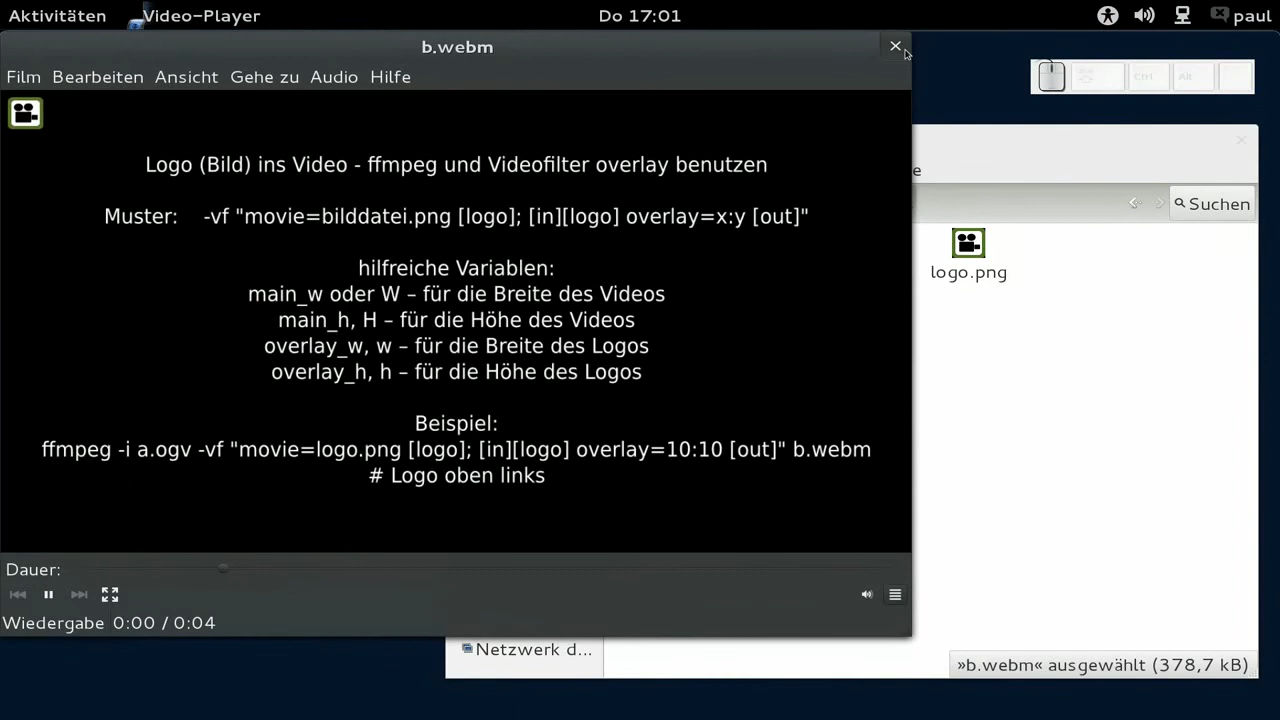 Aktivitäten Video-Player Do 17:01 paul
b.webm
Film Bearbeiten Ansicht Gehe zu Audio Hilfe
Logo (Bild) ins Video - ffmpeg und Videofilter overlay benutzen
Muster: -vf "movie=bilddatei.png [logo]; [in][logo] overlay=x:y [out]"
hilfreiche Variablen:
main_w oder W – für die Breite des Videos
main_h, H – für die Höhe des Videos
overlay_w, w – für die Breite des Logos
overlay_h, h – für die Höhe des Logos
Beispiel:
ffmpeg -i a.ogv -vf "movie=logo.png [logo]; [in][logo] overlay=10:10 [out]" b.webm
# Logo oben links
Dauer:
Wiedergabe 0:00 / 0:04
Ctrl Alt
e
Suchen
logo.png
Netzwerk d...
»b.webm« ausgewählt (378,7 kB)